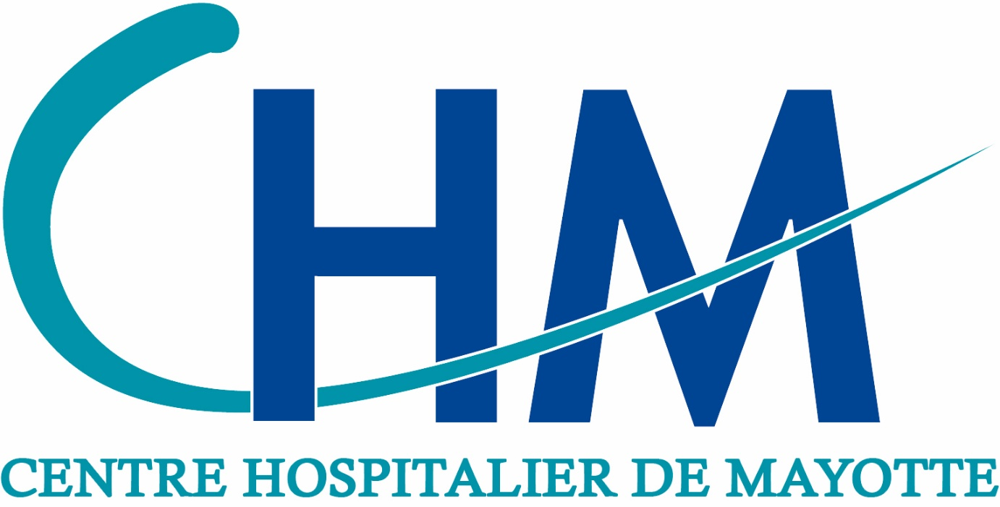 CHM
CENTRE HOSPITALIER DE MAYOTTE